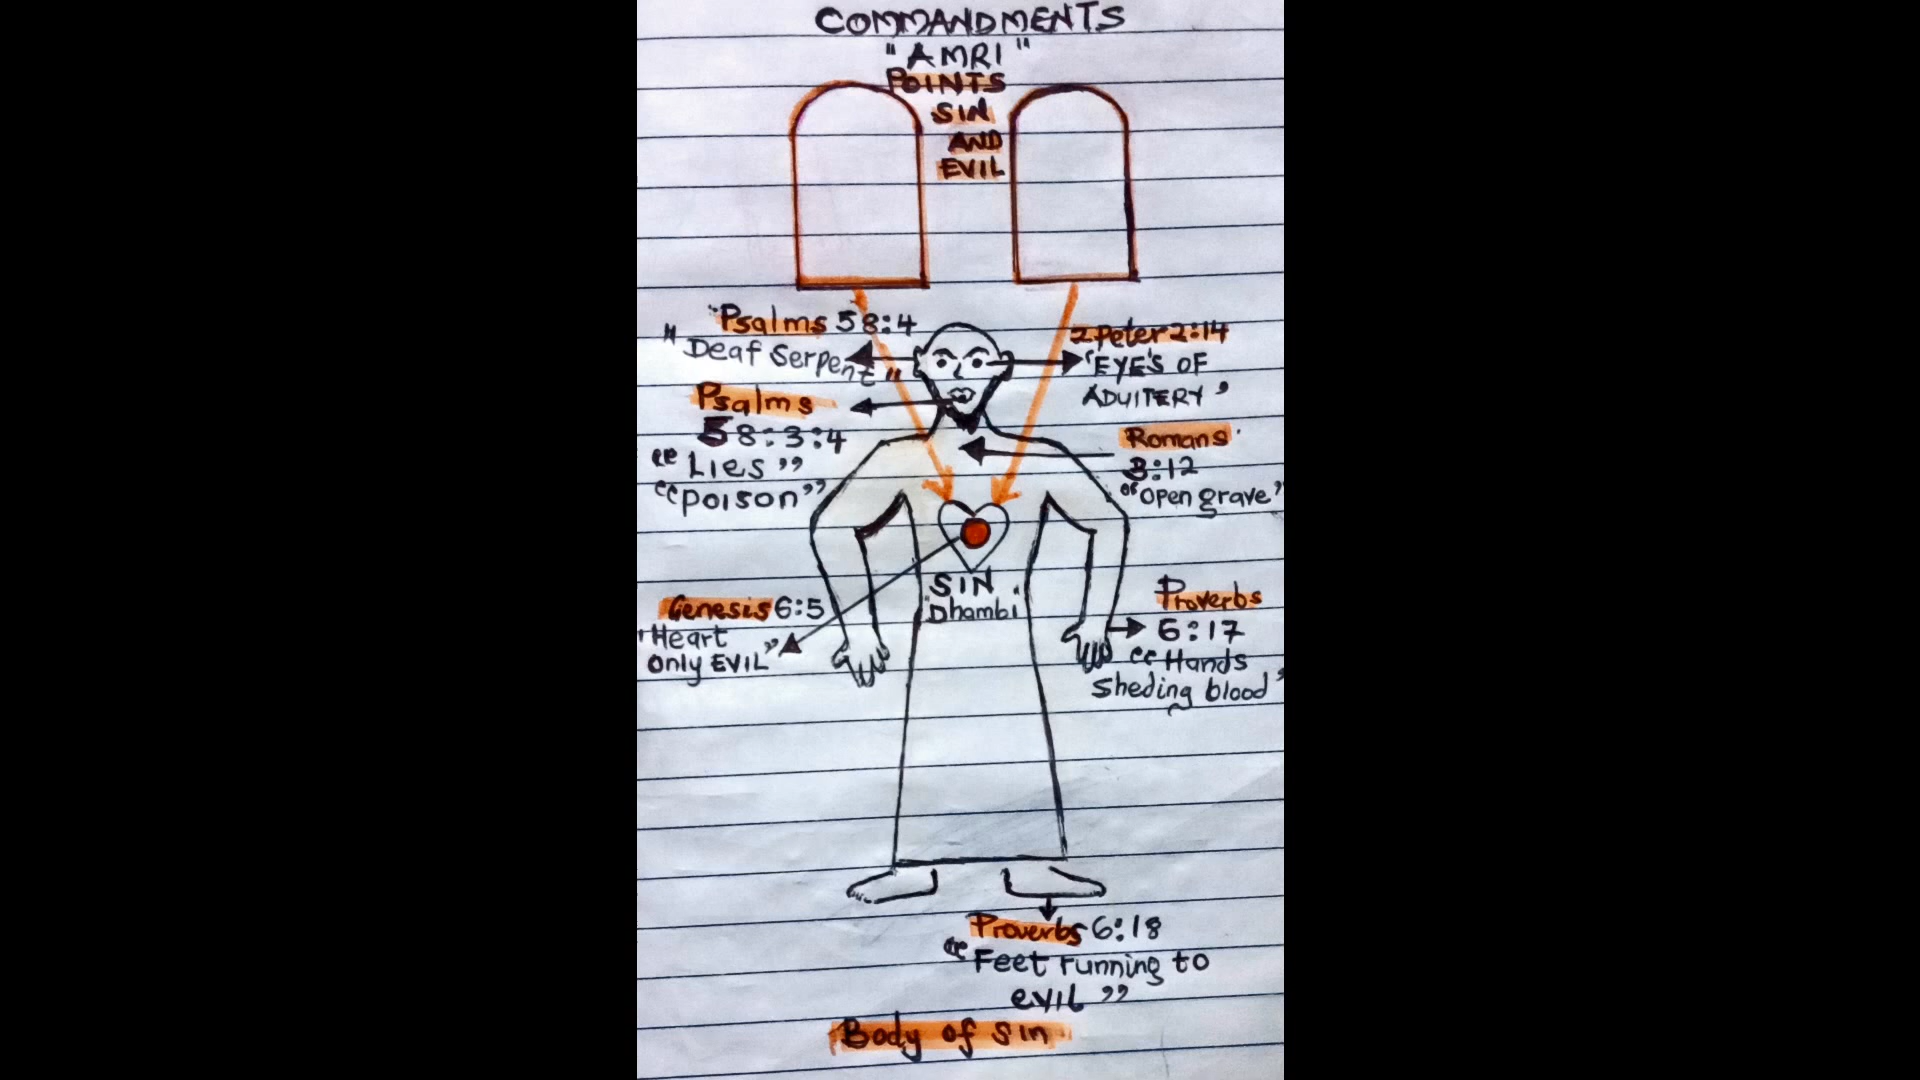 COMMANDMENTS
"AMRI"
POINTS
SIN
AND
EVIL
"Psalms 58:4
"Deaf Serpent"
2 Peter 2:14
"EYE'S OF
ADUITERY"
Psalms
58:3:4
"Lies"
"Poison"
Romans
3:12
"Open grave"
SIN
"Dhambi"
Genesis 6:5
"Heart
Only EVIL"
Proverbs
6:17
"Hands
Sheding blood"
Proverbs 6:18
"Feet running to
evil"
Body of sin